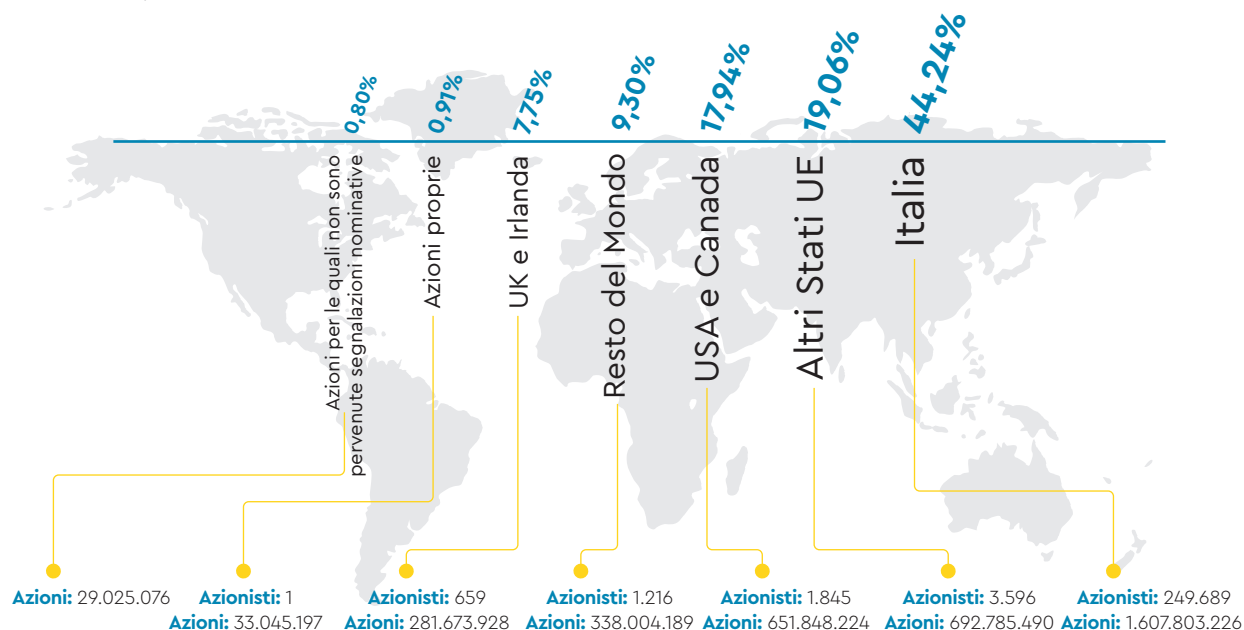 0,80%
0,91%
7,75%
9,30%
17,94%
19,06%
44,24%
Azioni per le quali non sono
pervenute segnalazioni nominative
Azioni proprie
UK e Irlanda
Resto del Mondo
USA e Canada
Altri Stati UE
Italia
Azioni: 29.025.076
Azionisti: 1
Azioni: 33.045.197
Azionisti: 659
Azioni: 281.673.928
Azionisti: 1.216
Azioni: 338.004.189
Azionisti: 1.845
Azioni: 651.848.224
Azionisti: 3.596
Azioni: 692.785.490
Azionisti: 249.689
Azioni: 1.607.803.226